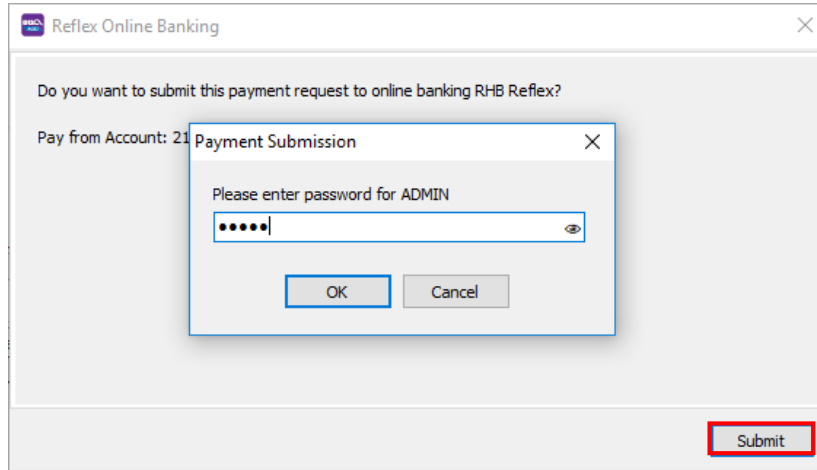 Reflex Online Banking
Do you want to submit this payment request to online banking RHB Reflex?
Pay from Account: 21
Payment Submission
Please enter password for ADMIN
•••••
OK
Cancel
Submit